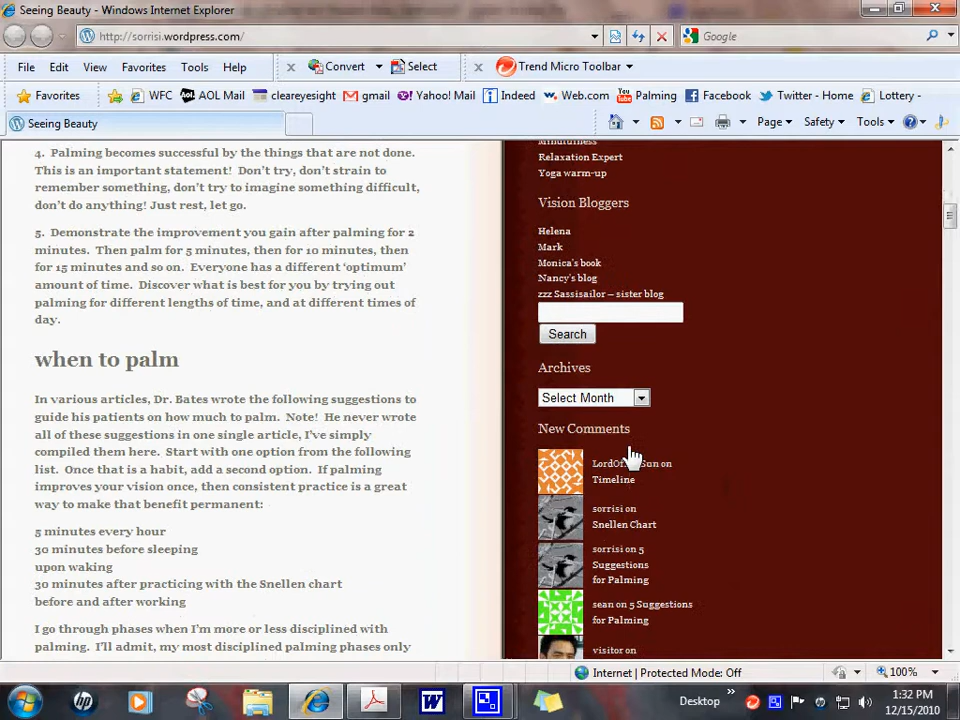 Seeing Beauty - Windows Internet Explorer
http://sorrisi.wordpress.com/
Google
File Edit View Favorites Tools Help
Convert Select
Trend Micro Toolbar
Favorites WFC AOL Mail cleareyesight gmail Yahoo! Mail Indeed Web.com Palming Facebook Twitter - Home Lottery -
Seeing Beauty
Page Safety Tools
4. Palming becomes successful by the things that are not done.
This is an important statement! Don't try, don't strain to
remember something, don't try to imagine something difficult,
don't do anything! Just rest, let go.
5. Demonstrate the improvement you gain after palming for 2
minutes. Then palm for 5 minutes, then for 10 minutes, then
for 15 minutes and so on. Everyone has a different 'optimum'
amount of time. Discover what is best for you by trying out
palming for different lengths of time, and at different times of
day.
when to palm
In various articles, Dr. Bates wrote the following suggestions to
guide his patients on how much to palm. Note! He never wrote
all of these suggestions in one single article, I've simply
compiled them here. Start with one option from the following
list. Once that is a habit, add a second option. If palming
improves your vision once, then consistent practice is a great
way to make that benefit permanent:
5 minutes every hour
30 minutes before sleeping
upon waking
30 minutes after practicing with the Snellen chart
before and after working
I go through phases when I'm more or less disciplined with
palming. I'll admit, my most disciplined palming phases only
Mindfulness
Relaxation Expert
Yoga warm-up
Vision Bloggers
Helena
Mark
Monica's book
Nancy's blog
zzz Sassisailor – sister blog
Search
Archives
Select Month
New Comments
Sun on
Timeline
sorrisi on
Snellen Chart
sorrisi on 5
Suggestions
for Palming
sean on 5 Suggestions
for Palming
visitor on
Internet | Protected Mode: Off
100%
Desktop
1:32 PM
12/15/2010